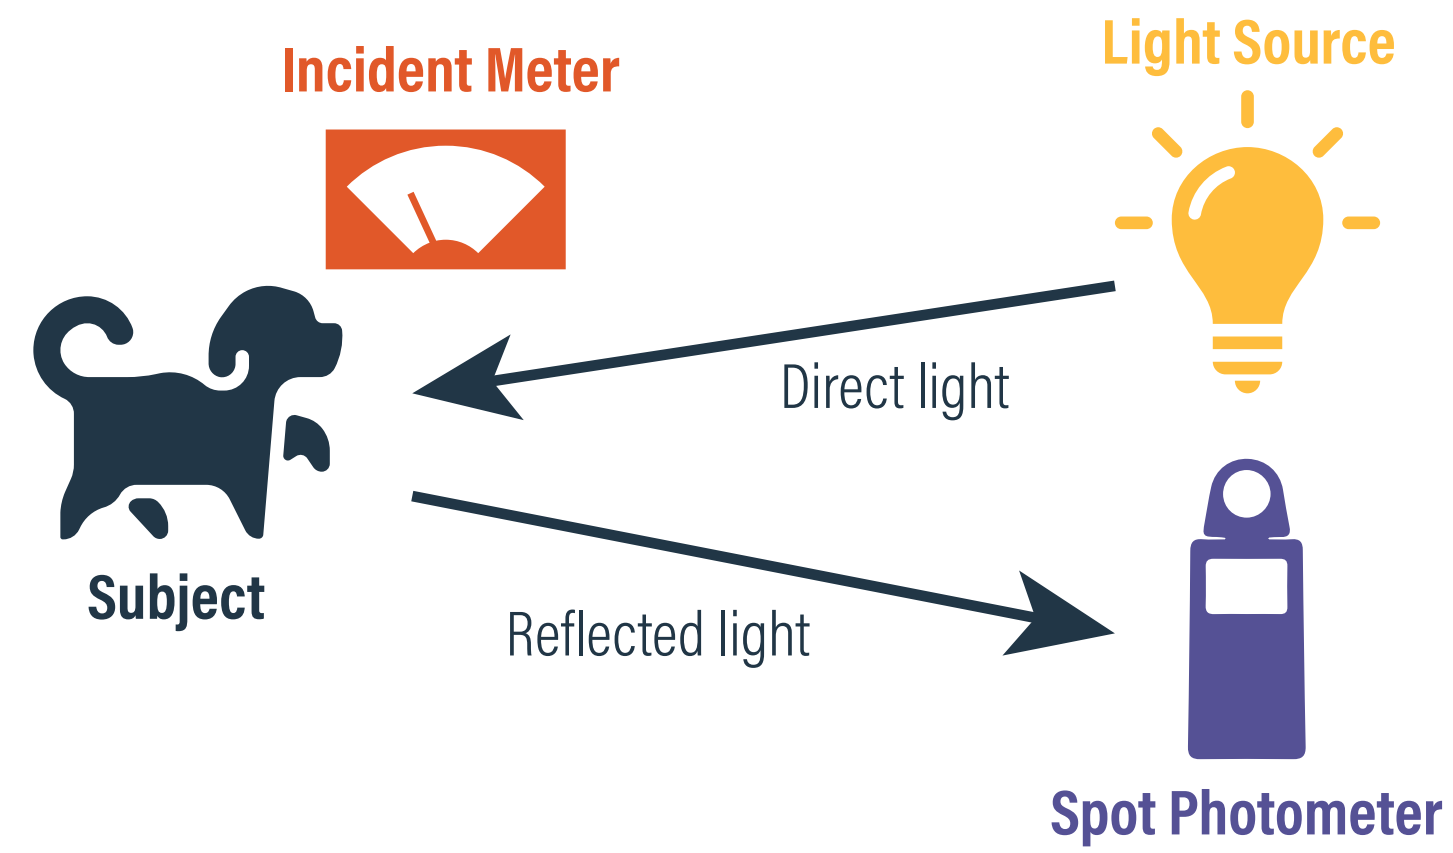 Incident Meter
Light Source
Direct light
Subject
Reflected light
Spot Photometer